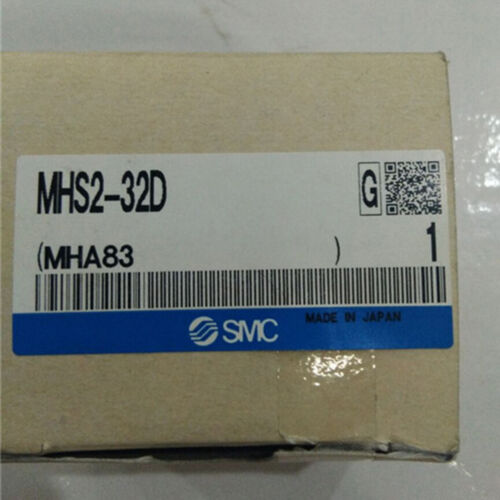 MHS2-32D G
(MHA83 ) 1
SMC MADE IN JAPAN